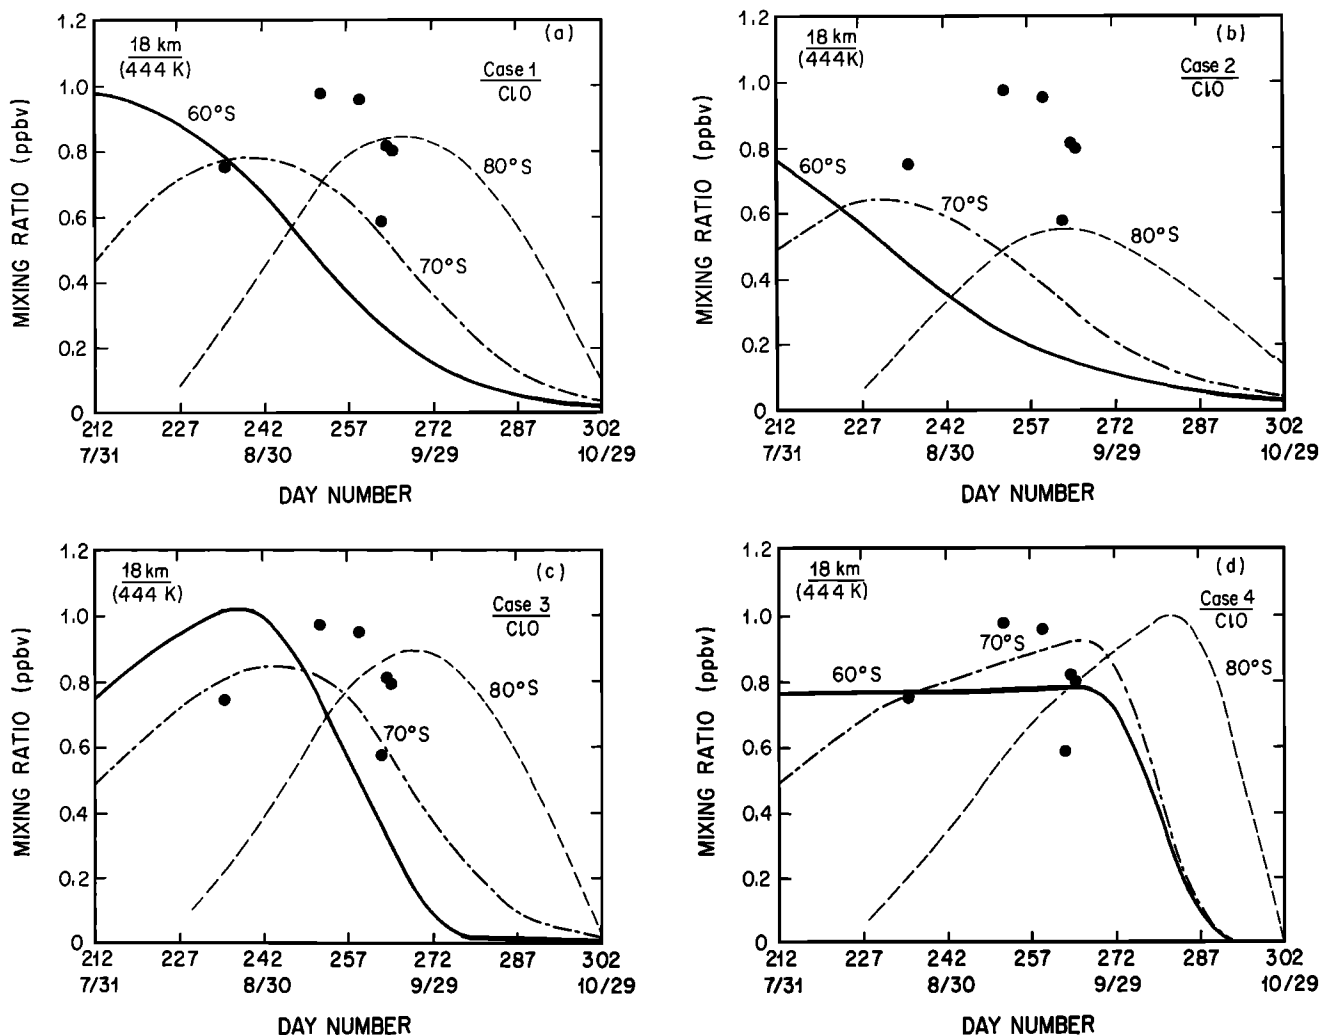 1.2
1.0
0.8
0.6
0.4
0.2
0
MIXING RATIO (ppbv)
18 km
(444 K)
(a)
Case 1
ClO
60°S
70°S
80°S
212 227 242 257 272 287 302
7/31 8/30 9/29 10/29
DAY NUMBER
1.2
1.0
0.8
0.6
0.4
0.2
0
MIXING RATIO (ppbv)
18 km
(444K)
(b)
Case 2
ClO
60°S
70°S
80°S
212 227 242 257 272 287 302
7/31 8/30 9/29 10/29
DAY NUMBER
1.2
1.0
0.8
0.6
0.4
0.2
0
MIXING RATIO (ppbv)
18 km
(444 K)
(c)
Case 3
ClO
70°S
80°S
212 227 242 257 272 287 302
7/31 8/30 9/29 10/29
DAY NUMBER
1.2
1.0
0.8
0.6
0.4
0.2
0
MIXING RATIO (ppbv)
18 km
(444 K)
(d)
Case 4
ClO
60°S
70°S
80°S
212 227 242 257 272 287 302
7/31 8/30 9/29 10/29
DAY NUMBER